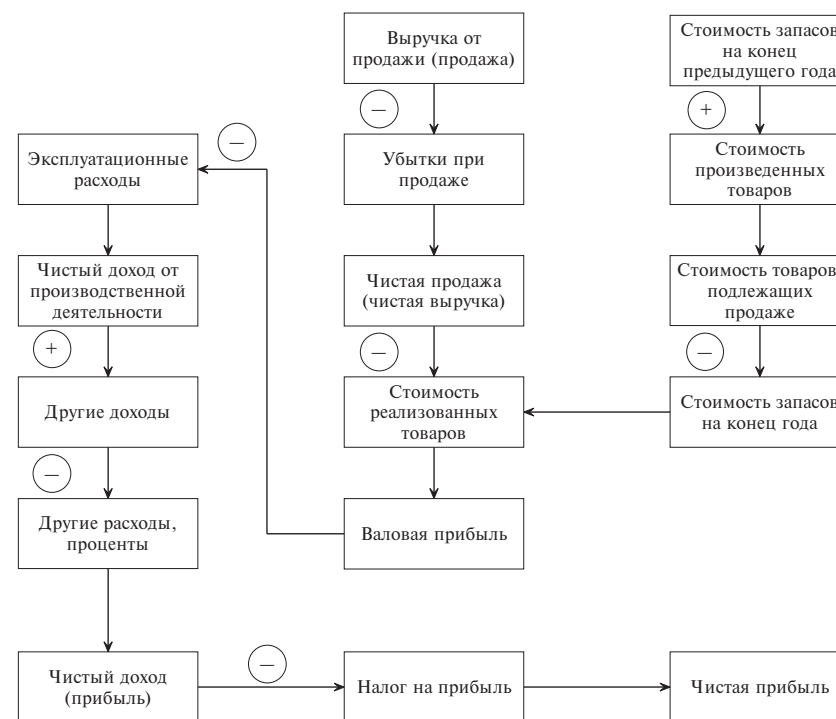 Выручка от
продажи (продажа)
Стоимость запасов
на конец
предыдущего года
−
+
−
Эксплуатационные
расходы
Убытки при
продаже
Стоимость
произведенных
товаров
Чистый доход от
производственной
деятельности
Чистая продажа
(чистая выручка)
Стоимость товаров,
подлежащих
продаже
+
−
−
Другие доходы
Стоимость
реализованных
товаров
Стоимость запасов
на конец года
−
Другие расходы,
проценты
Валовая прибыль
−
Чистый доход
(прибыль)
Налог на прибыль
Чистая прибыль